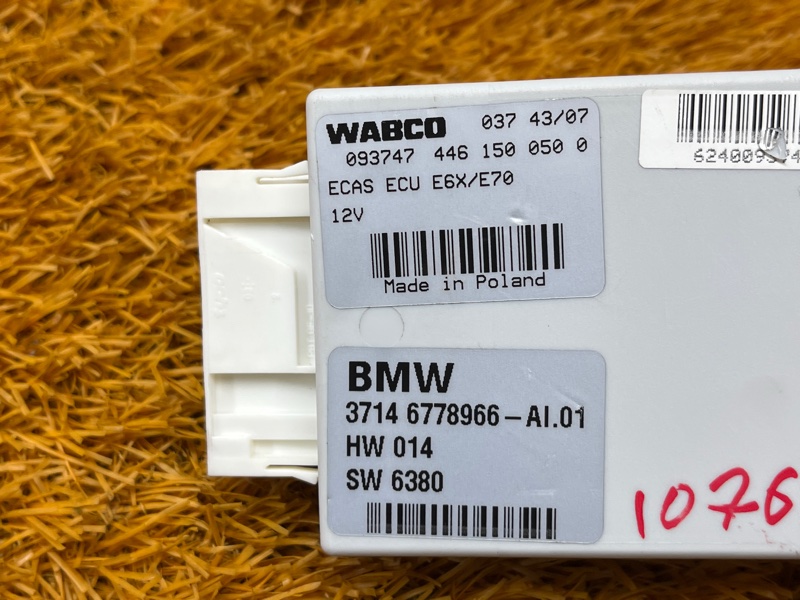 WABCO 037 43/07
093747 446 150 050 0
ECAS ECU E6X/E70
12V
Made in Poland
BMW
3714 6778966-AI.01
HW 014
SW 6380
1076